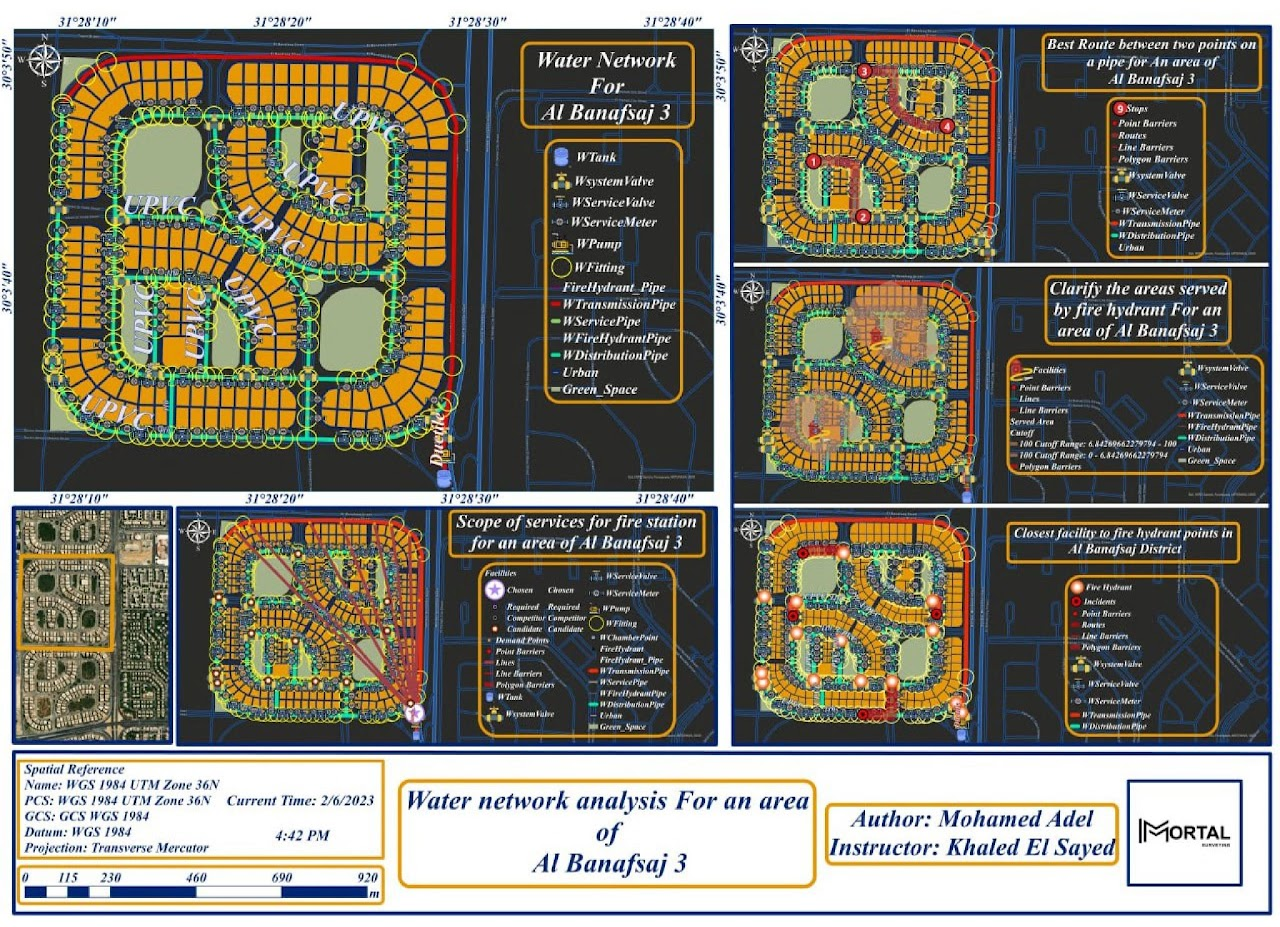 31°28'10" 31°28'20" 31°28'30" 31°28'40"
30°3'50"
30°3'40"
N
W E
S
Water Network
For
Al Banafsaj 3
WTank
WsystemValve
WServiceValve
WServiceMeter
WPump
WFitting
FireHydrant_Pipe
WTransmissionPipe
WServicePipe
WFireHydrantPipe
WDistributionPipe
Urban
Green_Space
UPVC
UPVC
UPVC
UPVC
UPVC
UPVC
UPVC
UPVC
31°28'10" 31°28'20" 31°28'30" 31°28'40"
30°3'50"
30°3'40"
Best Route between two points on
a pipe for An area of
Al Banafsaj 3
9 Stops
Point Barriers
Routes
Line Barriers
Polygon Barriers
WsystemValve
WServiceValve
WServiceMeter
WTransmissionPipe
WDistributionPipe
Urban
3
4
1
2
Clarify the areas served
by fire hydrant For an
area of Al Banafsaj 3
Facilities
Point Barriers
Lines
Line Barriers
Served Area
Cutoff
100 Cutoff Range: 6.84269662279794 - 100
100 Cutoff Range: 0 - 6.84269662279794
Polygon Barriers
WsystemValve
WServiceValve
WServiceMeter
WTransmissionPipe
WFireHydrantPipe
WDistributionPipe
Urban
Green_Space
Scope of services for fire station
for an area of Al Banafsaj 3
Facilities
Chosen Chosen
Required Required
Competitor Competitor
Candidate Candidate
Demand Points
Point Barriers
Lines
Line Barriers
Polygon Barriers
WTank
WsystemValve
WServiceValve
WServiceMeter
WPump
WFitting
WChamberPoint
FireHydrant
FireHydrant_Pipe
WTransmissionPipe
WServicePipe
WFireHydrantPipe
WDistributionPipe
Urban
Green_Space
Closest facility to fire hydrant points in
Al Banafsaj District
Fire Hydrant
Incidents
Point Barriers
Routes
Line Barriers
Polygon Barriers
WsystemValve
WServiceValve
WServiceMeter
WTransmissionPipe
WDistributionPipe
Spatial Reference
Name: WGS 1984 UTM Zone 36N
PCS: WGS 1984 UTM Zone 36N Current Time: 2/6/2023
GCS: GCS WGS 1984
Datum: WGS 1984 4:42 PM
Projection: Transverse Mercator
0 115 230 460 690 920
m
Water network analysis For an area
of
Al Banafsaj 3
Author: Mohamed Adel
Instructor: Khaled El Sayed
MORTAL
SURVEYING